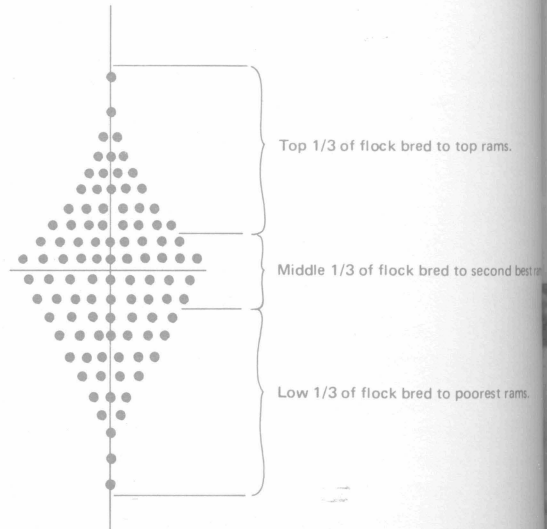 Top 1/3 of flock bred to top rams.
Middle 1/3 of flock bred to second best
Low 1/3 of flock bred to poorest rams.